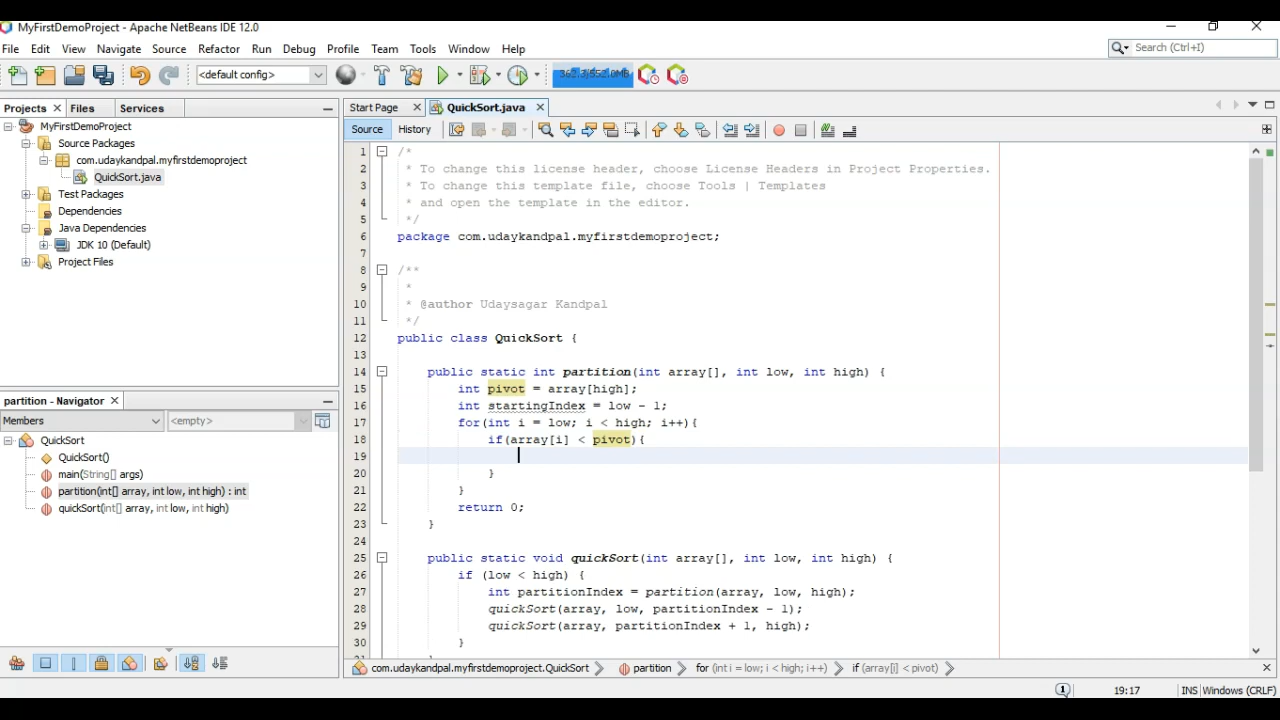 MyFirstDemoProject - Apache NetBeans IDE 12.0
File Edit View Navigate Source Refactor Run Debug Profile Team Tools Window Help
Search (Ctrl+I)
<default config>
362.3/552.0MB
Projects Files Services
MyFirstDemoProject
Source Packages
com.udaykandpal.myfirstdemoproject
QuickSort.java
Test Packages
Dependencies
Java Dependencies
JDK 10 (Default)
Project Files
partition - Navigator
Members
<empty>
QuickSort
QuickSort()
main(String[] args)
partition(int[] array, int low, int high) : int
quickSort(int[] array, int low, int high)
Start Page QuickSort.java
Source History
1 /*
2 * To change this license header, choose License Headers in Project Properties.
3 * To change this template file, choose Tools | Templates
4 * and open the template in the editor.
5 */
6 package com.udaykandpal.myfirstdemoproject;
7
8 /**
9 *
10 * @author Udaysagar Kandpal
11 */
12 public class QuickSort {
13
14 public static int partition(int array[], int low, int high) {
15 int pivot = array[high];
16 int startingIndex = low - 1;
17 for(int i = low; i < high; i++){
18 if(array[i] < pivot){
19
20 }
21 }
22 return 0;
23 }
24
25 public static void quickSort(int array[], int low, int high) {
26 if (low < high) {
27 int partitionIndex = partition(array, low, high);
28 quickSort(array, low, partitionIndex - 1);
29 quickSort(array, partitionIndex + 1, high);
30 }
com.udaykandpal.myfirstdemoproject.QuickSort partition for (int i = low; i < high; i++) if (array[i] < pivot)
1 19:17 INS Windows (CRLF)